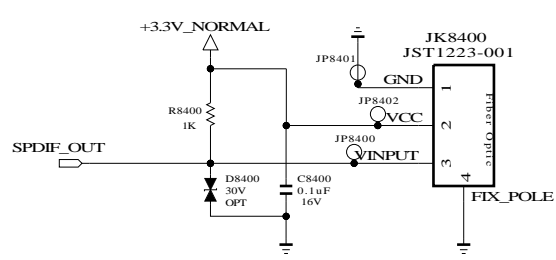 +3.3V_NORMAL
JK8400
JST1223-001
JP8401
GND
1
R8400
1K
JP8402
VCC
2
Fiber Optic
SPDIF_OUT
JP8400
VINPUT
3
D8400
30V
OPT
C8400
0.1uF
16V
4
FIX_POLE